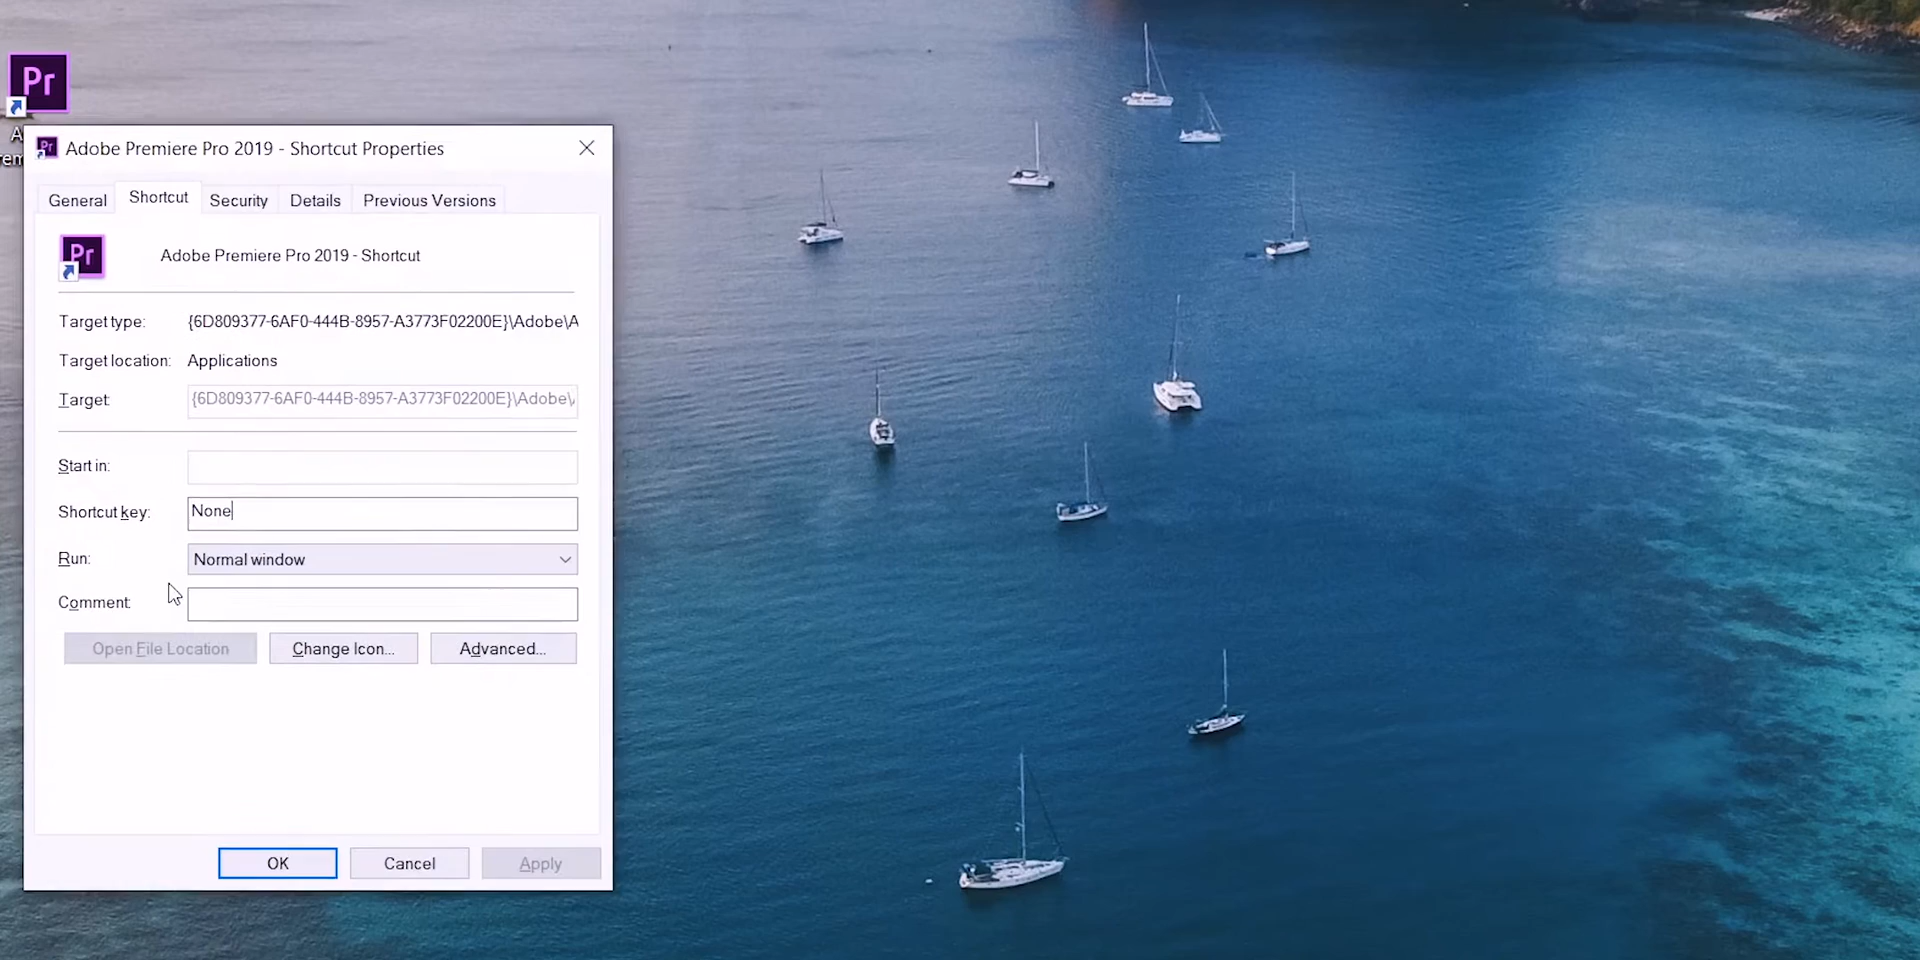 Pr
Adobe Premiere Pro 2019 - Shortcut Properties
General Shortcut Security Details Previous Versions
Pr
Adobe Premiere Pro 2019 - Shortcut
Target type: {6D809377-6AF0-444B-8957-A3773F02200E}\Adobe\A
Target location: Applications
Target: {6D809377-6AF0-444B-8957-A3773F02200E}\Adobe\
Start in:
Shortcut key: None
Run: Normal window
Comment:
Open File Location Change Icon... Advanced...
OK Cancel Apply